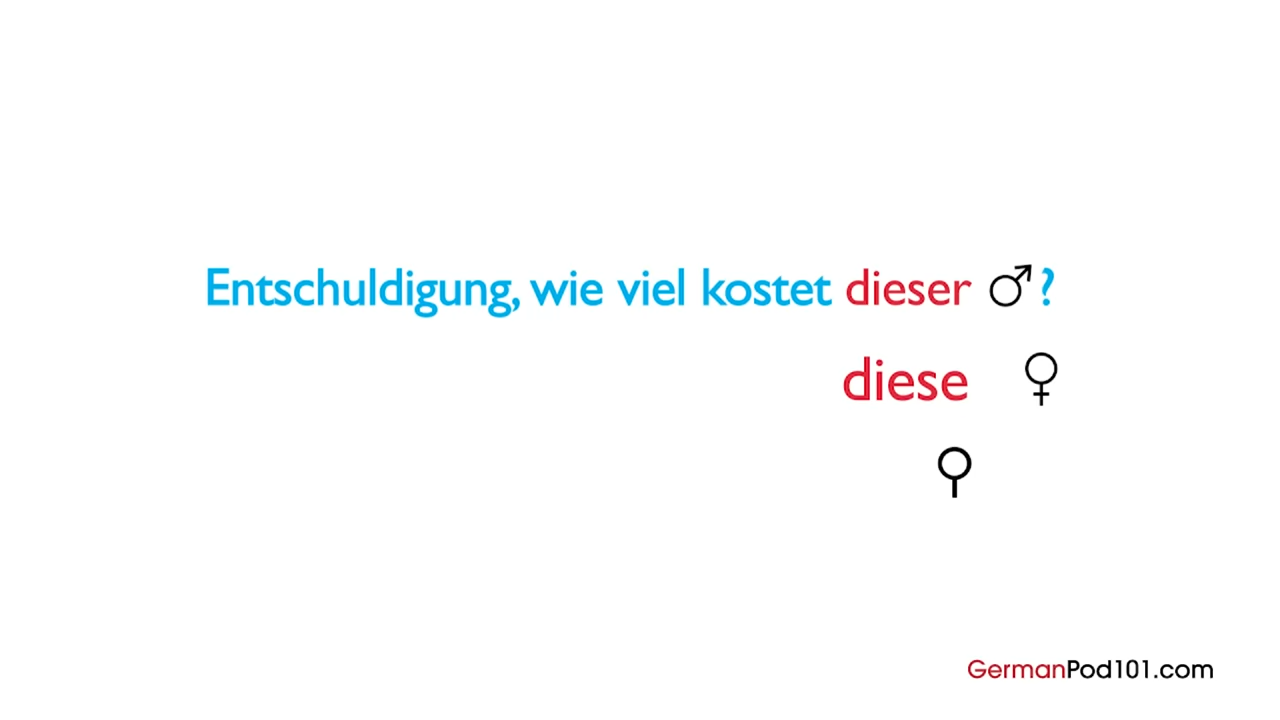 Entschuldigung, wie viel kostet dieser ♂?
diese ♀
⚲
GermanPod101.com